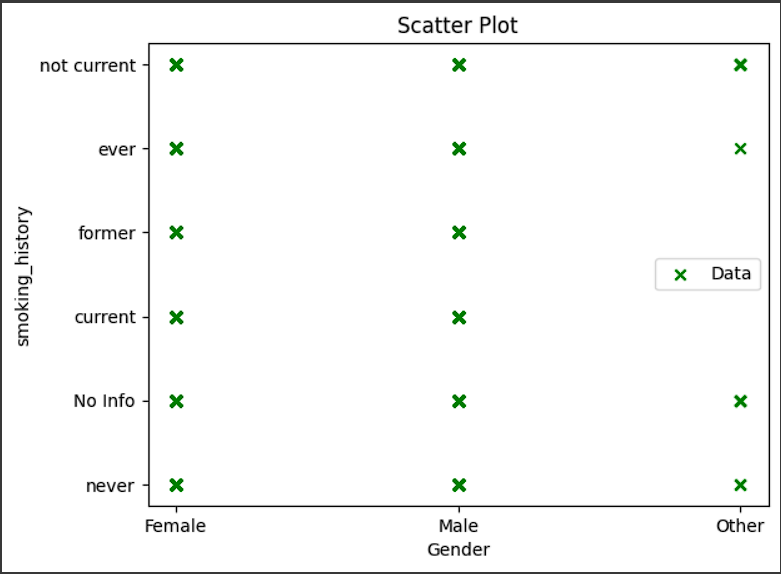 Scatter Plot
not current
ever
former
current
No Info
never
smoking_history
Data
Female
Male
Other
Gender